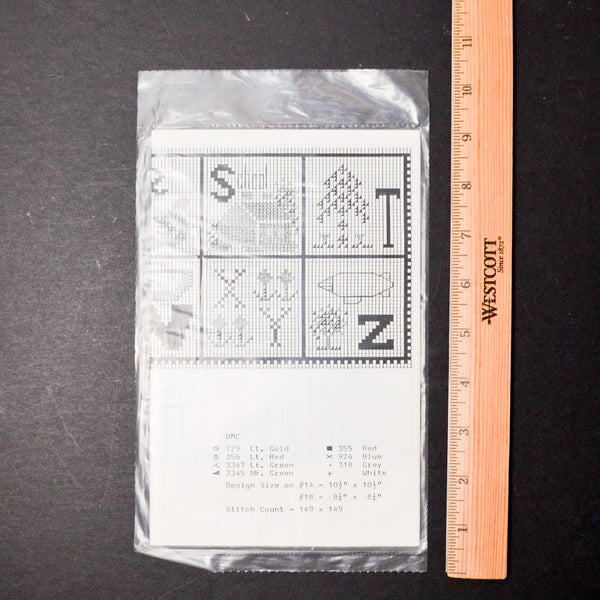 School
T
X
Y
Z
DMC
729 Lt. Gold
355 Red
356 Lt. Red
924 Blue
3347 Lt. Green
318 Grey
3345 Dk. Green
White
Design Size on #14 - 10½" x 10½"
#18 - 8¼" x 8¼"
Stitch Count - 149 x 149
11
10
9
8
7
6
5
4
3
2
1
WESTCOTT®
Since 1872